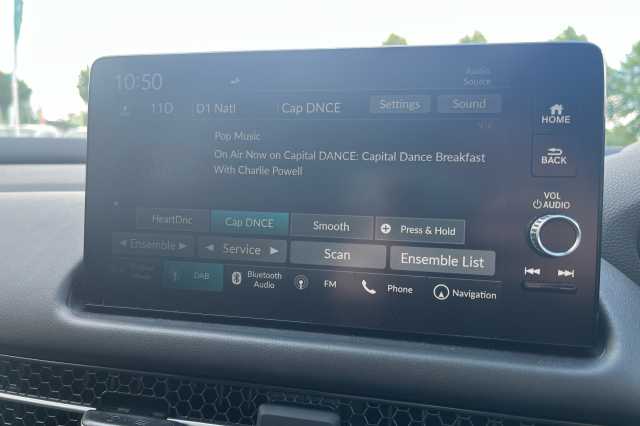 10:50
Audio
Source
11D D1 Natl Cap DNCE Settings Sound
Pop Music
On Air Now on Capital DANCE: Capital Dance Breakfast
With Charlie Powell
HeartDnc Cap DNCE Smooth Press & Hold
Ensemble Service Scan Ensemble List
DAB Bluetooth Audio FM Phone Navigation
HOME
BACK
VOL
AUDIO